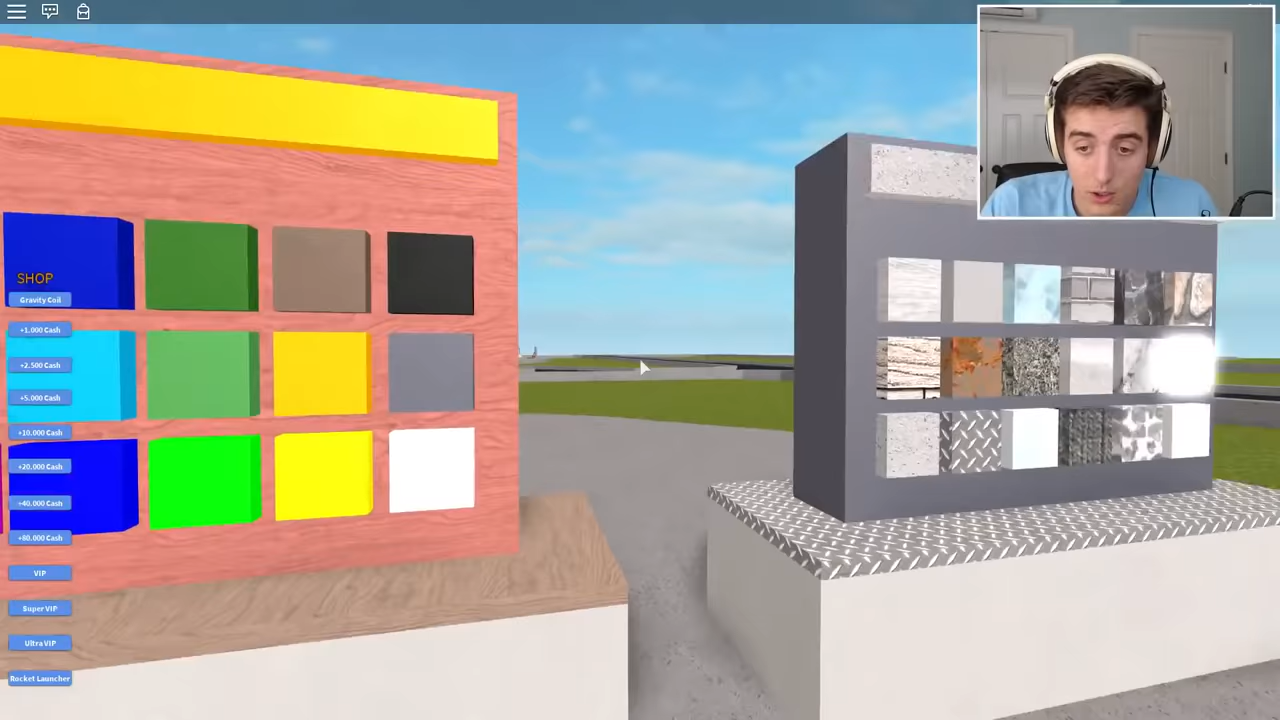 SHOP
Gravity Coil
+1.000 Cash
+2.500 Cash
+5.000 Cash
+10.000 Cash
+20.000 Cash
+40.000 Cash
+80.000 Cash
VIP
Super VIP
Ultra VIP
Rocket Launcher